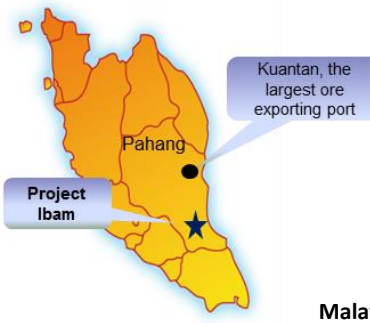 Kuantan, the
largest ore
exporting port
Pahang
Project
Ibam